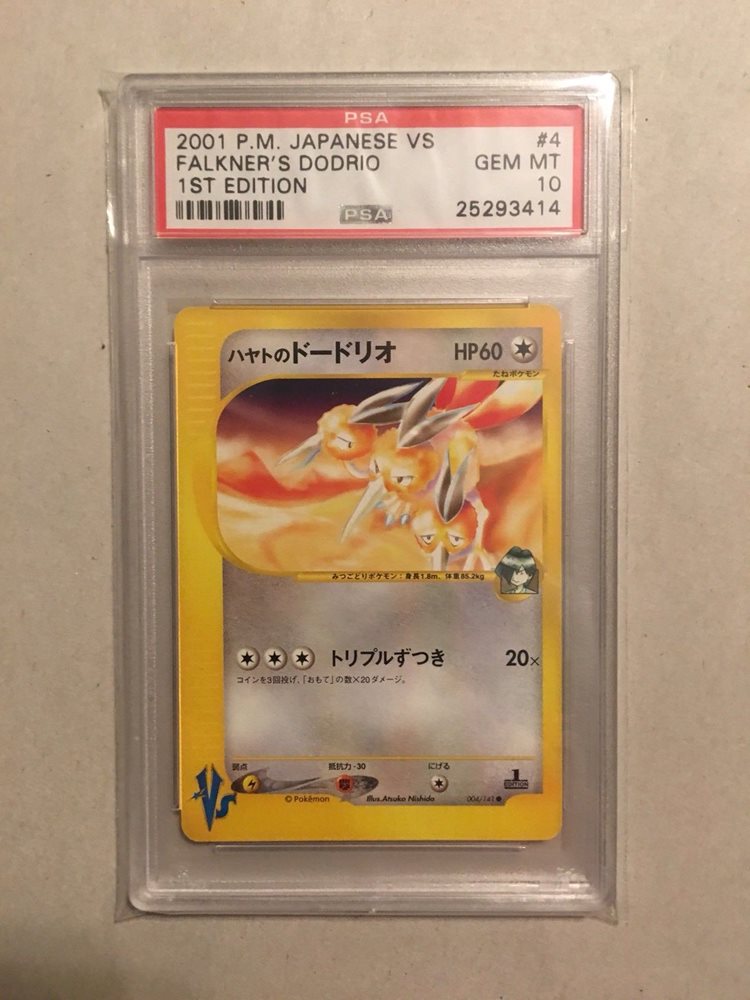 PSA
2001 P.M. JAPANESE VS #4
FALKNER'S DODRIO GEM MT
1ST EDITION 10
PSA 25293414
ハヤトのドードリオ HP60
たねポケモン
みつごどりポケモン：身長1.8m、体重85.2kg
トリプルずつき 20×
コインを3回投げ、「おもて」の数×20ダメージ。
弱点 抵抗力-30 にげる
1
EDITION
VS
©Pokémon Illus.Atsuko Nishida 004/141